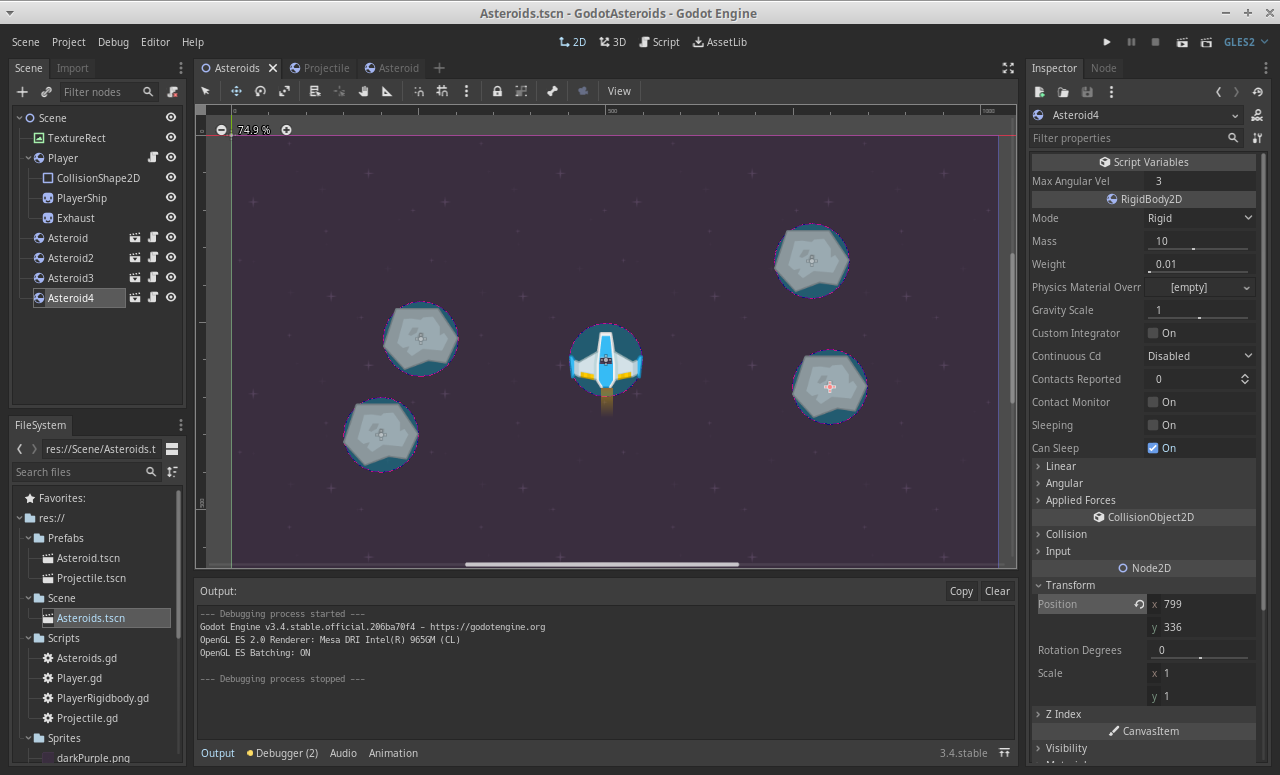 Asteroids.tscn - GodotAsteroids - Godot Engine
Scene Project Debug Editor Help
2D 3D Script AssetLib
GLES2
Scene Import
Filter nodes
Scene
TextureRect
Player
CollisionShape2D
PlayerShip
Exhaust
Asteroid
Asteroid2
Asteroid3
Asteroid4
FileSystem
res://Scene/Asteroids.t
Search files
Favorites:
res://
Prefabs
Asteroid.tscn
Projectile.tscn
Scene
Asteroids.tscn
Scripts
Asteroids.gd
Player.gd
PlayerRigidbody.gd
Projectile.gd
Sprites
darkPurple.png
Asteroids Projectile Asteroid
View
0 500 1000
0
500
74.9 %
Output:
Copy Clear
--- Debugging process started ---
Godot Engine v3.4.stable.official.206ba70f4 - https://godotengine.org
OpenGL ES 2.0 Renderer: Mesa DRI Intel(R) 965GM (CL)
OpenGL ES Batching: ON
--- Debugging process stopped ---
Output Debugger (2) Audio Animation
3.4.stable
Inspector Node
Asteroid4
Filter properties
Script Variables
Max Angular Vel 3
RigidBody2D
Mode Rigid
Mass 10
Weight 0.01
Physics Material Overr [empty]
Gravity Scale 1
Custom Integrator On
Continuous Cd Disabled
Contacts Reported 0
Contact Monitor On
Sleeping On
Can Sleep On
Linear
Angular
Applied Forces
CollisionObject2D
Collision
Input
Node2D
Transform
Position x 799
y 336
Rotation Degrees 0
Scale x 1
y 1
Z Index
CanvasItem
Visibility